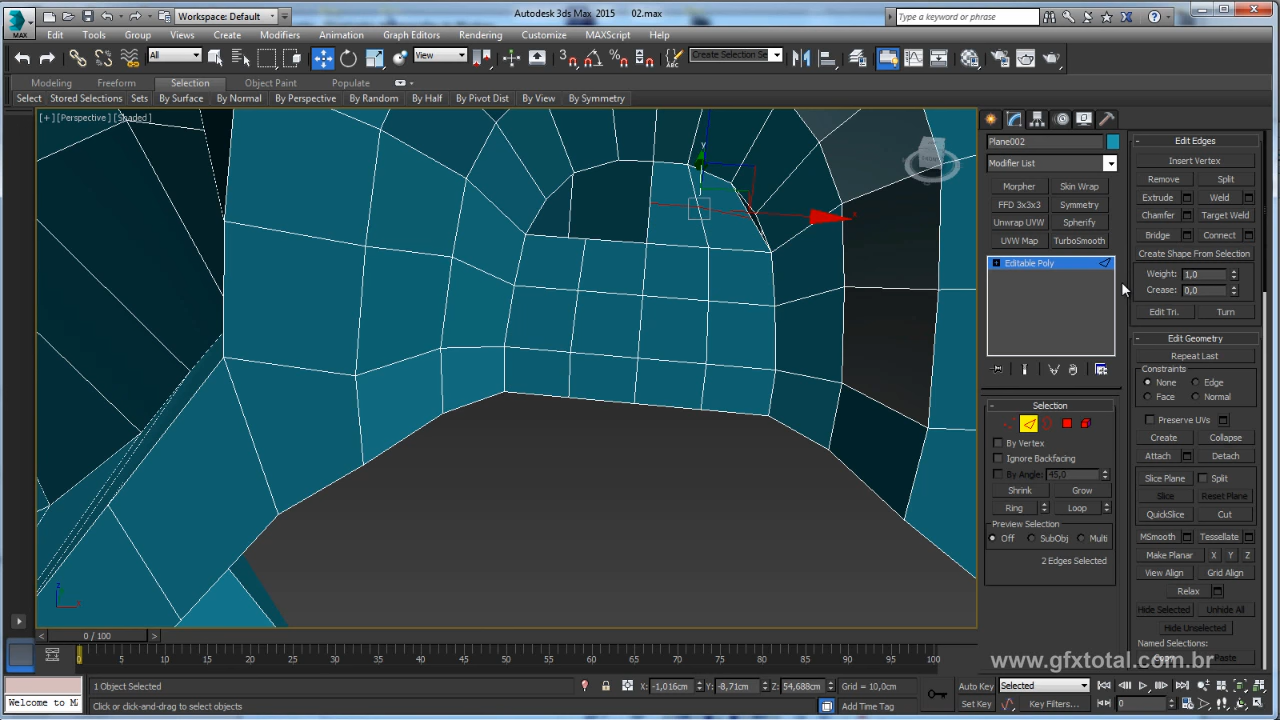 MAX Workspace: Default Autodesk 3ds Max 2015 02.max Type a keyword or phrase
Edit Tools Group Views Create Modifiers Animation Graph Editors Rendering Customize MAXScript Help
All View Create Selection Se
Modeling Freeform Selection Object Paint Populate
Select Stored Selections Sets By Surface By Normal By Perspective By Random By Half By Pivot Dist By View By Symmetry
[+] [Perspective] [Shaded]
Plane002
Modifier List
Morpher Skin Wrap
FFD 3x3x3 Symmetry
Unwrap UVW Spherify
UVW Map TurboSmooth
Editable Poly
Selection
By Vertex
Ignore Backfacing
By Angle: 45,0
Shrink Grow
Ring Loop
Preview Selection
Off SubObj Multi
2 Edges Selected
Edit Edges
Insert Vertex
Remove Split
Extrude Weld
Chamfer Target Weld
Bridge Connect
Create Shape From Selection
Weight: 1,0
Crease: 0,0
Edit Tri. Turn
Edit Geometry
Repeat Last
Constraints
None Edge
Face Normal
Preserve UVs
Create Collapse
Attach Detach
Slice Plane Split
Slice Reset Plane
QuickSlice Cut
MSmooth Tessellate
Make Planar X Y Z
View Align Grid Align
Relax
Hide Selected Unhide All
Hide Unselected
Named Selections:
Copy Paste
www.gfxtotal.com.br
y
x
z
0 / 100
0 5 10 15 20 25 30 35 40 45 50 55 60 65 70 75 80 85 90 95 100
1 Object Selected X: -1,016cm Y: -8,71cm Z: 54,688cm Grid = 10,0cm Auto Key Selected
Welcome to M Click or click-and-drag to select objects Add Time Tag Set Key Key Filters... 0